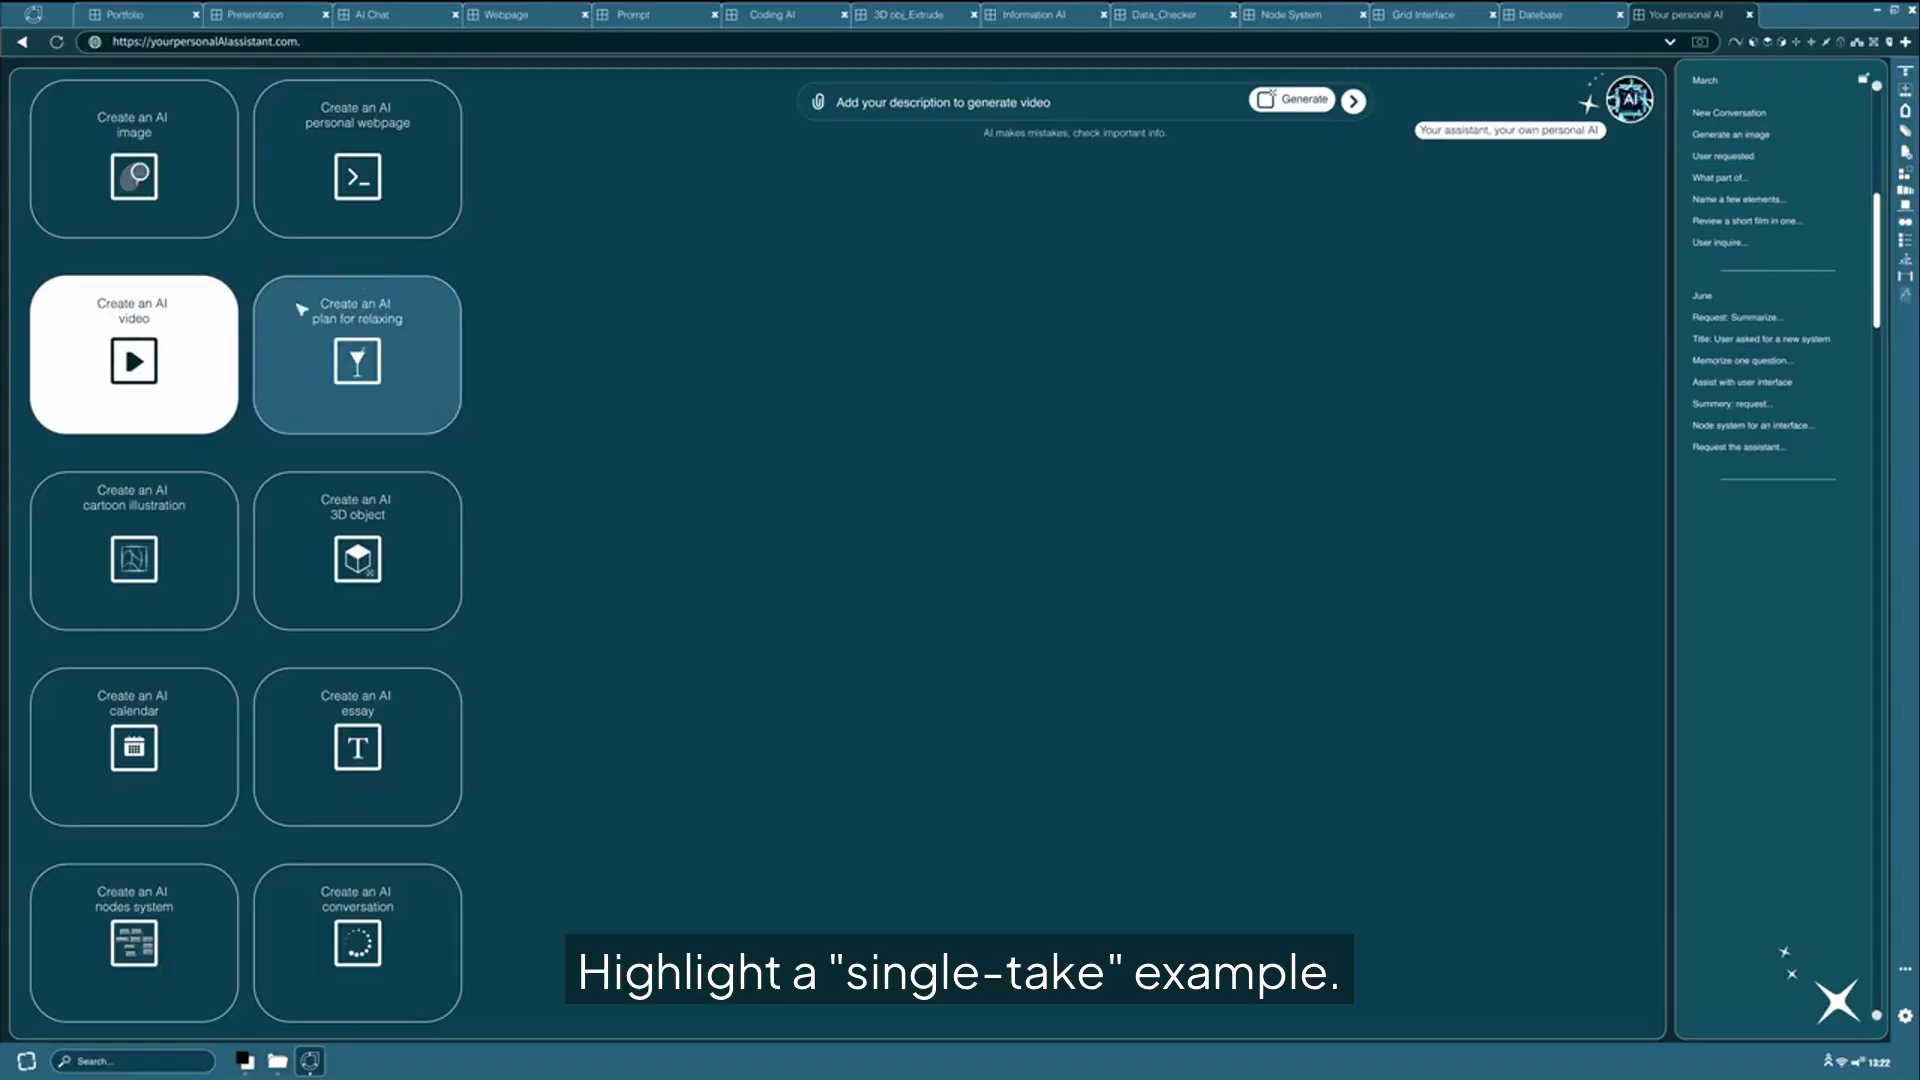 Portfolio
Presentation
AI Chat
Webpage
Prompt
Coding AI
3D obj_Extrude
Information AI
Data_Checker
Node System
Grid Interface
Datebase
Your personal AI
https://yourpersonalAIassistant.com.
Create an AI
image
Create an AI
personal webpage
Add your description to generate video
Generate
AI makes mistakes, check important info.
AI
Your assistant, your own personal AI
Create an AI
video
Create an AI
plan for relaxing
Create an AI
cartoon illustration
Create an AI
3D object
Create an AI
calendar
Create an AI
essay
T
Create an AI
nodes system
Create an AI
conversation
March
New Conversation
Generate an image
User requested
What part of...
Name a few elements...
Review a short film in one...
User inquire...
June
Request: Summarize...
Title: User asked for a new system
Memorize one question...
Assist with user interface
Summery: request...
Node system for an interface...
Request the assistant...
Highlight a "single-take" example.
Search...
13:22